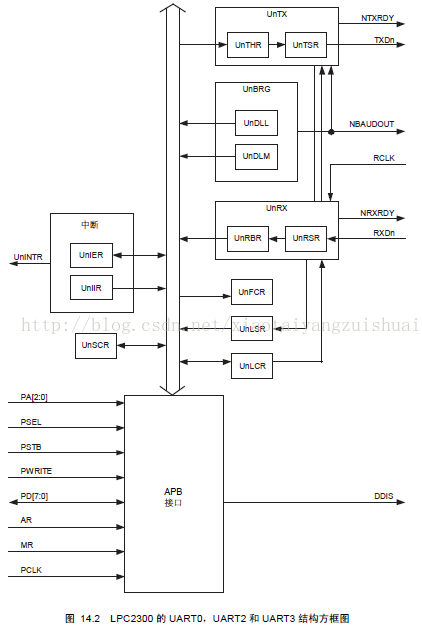 UnTX
NTXRDY
UnTHR
UnTSR
TXDn
UnBRG
UnDLL
NBAUDOUT
UnDLM
RCLK
UnRX
NRXRDY
中断
UnRBR
UnRSR
RXDn
UnIER
UnINTR
UnIIR
UnFCR
http://blog.csdn.net/xiaotaiyangzuishuai
UnLSR
UnSCR
UnLCR
PA[2:0]
PSEL
PSTB
PWRITE
PD[7:0]
APB
接口
DDIS
AR
MR
PCLK
图 14.2 LPC2300 的 UART0，UART2 和 UART3 结构方框图